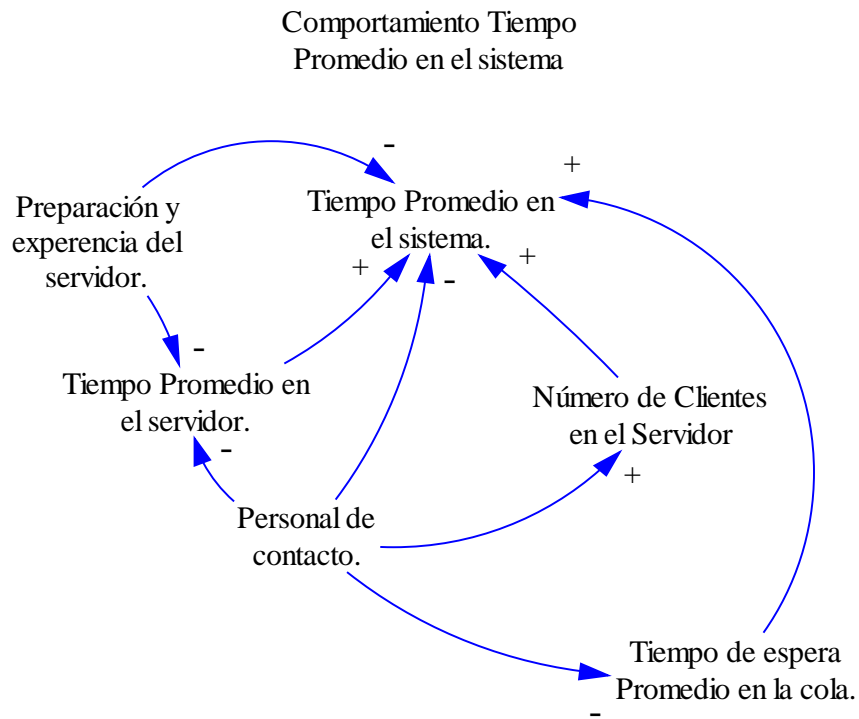 Comportamiento Tiempo
Promedio en el sistema
-
+
Tiempo Promedio en
el sistema.
Preparación y
experencia del
servidor.
+
-
+
-
Tiempo Promedio en
el servidor.
Número de Clientes
en el Servidor
-
+
Personal de
contacto.
Tiempo de espera
Promedio en la cola.
-